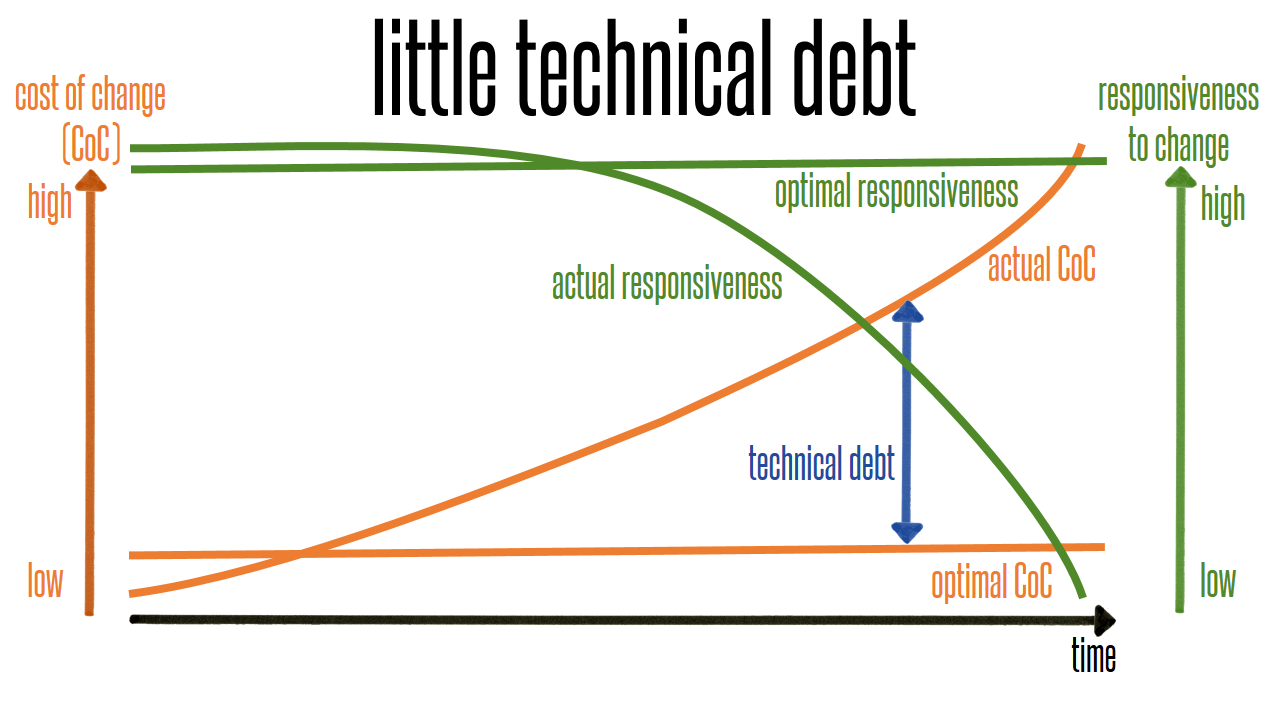 little technical debt
cost of change
(CoC)
high
low
responsiveness
to change
high
low
optimal responsiveness
actual responsiveness
actual CoC
technical debt
optimal CoC
time